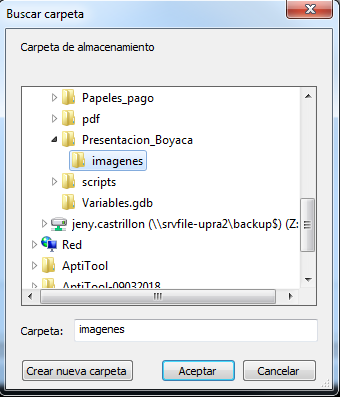 Buscar carpeta
Carpeta de almacenamiento
Papeles_pago
pdf
Presentacion_Boyaca
imagenes
scripts
Variables.gdb
jeny.castrillon (\\srvfile-upra2\backup$) (Z:
Red
AptiTool
AptiTool-09032018
Carpeta: imagenes
Crear nueva carpeta Aceptar Cancelar